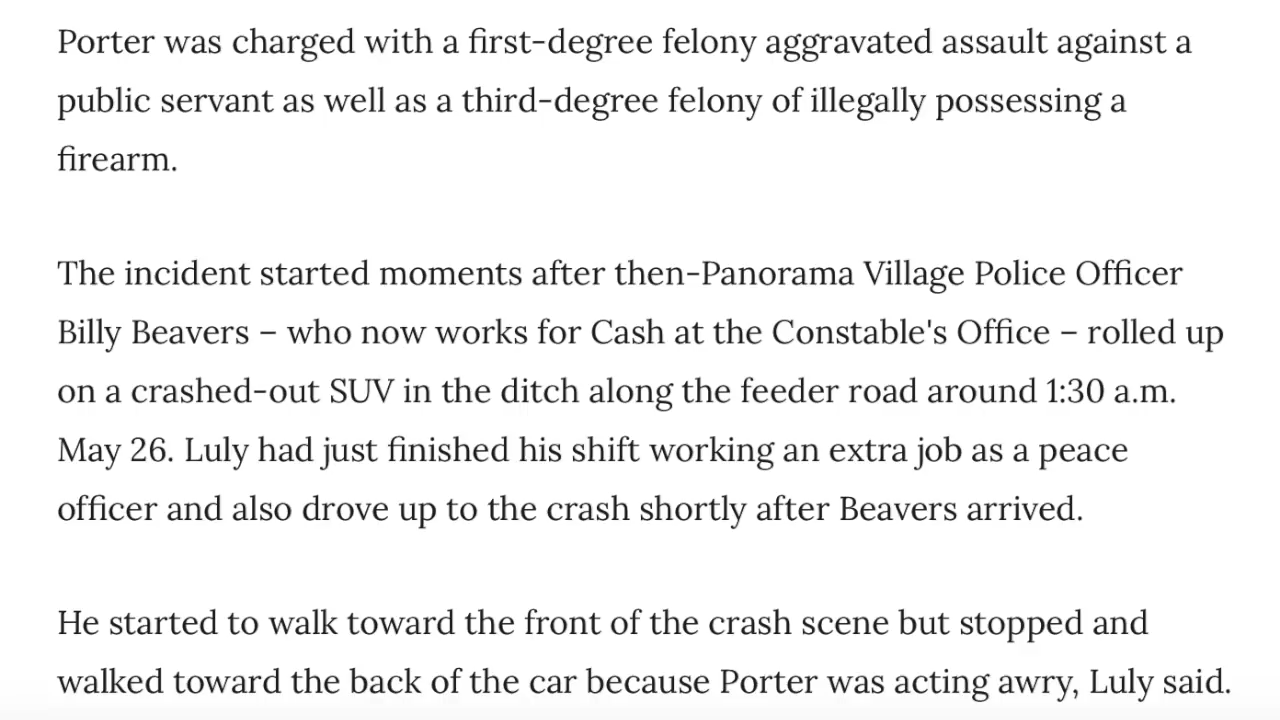 Porter was charged with a first-degree felony aggravated assault against a
public servant as well as a third-degree felony of illegally possessing a
firearm.
The incident started moments after then-Panorama Village Police Officer
Billy Beavers – who now works for Cash at the Constable's Office – rolled up
on a crashed-out SUV in the ditch along the feeder road around 1:30 a.m.
May 26. Luly had just finished his shift working an extra job as a peace
officer and also drove up to the crash shortly after Beavers arrived.
He started to walk toward the front of the crash scene but stopped and
walked toward the back of the car because Porter was acting awry, Luly said.